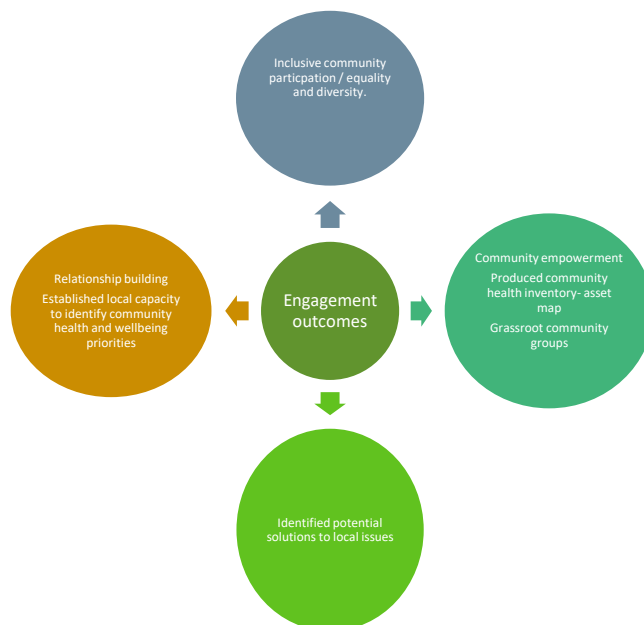 Inclusive community
particpation / equality
and diversity.
Relationship building
Established local capacity
to identify community
health and wellbeing
priorities
Engagement
outcomes
Community empowerment
Produced community
health inventory- asset
map
Grassroot community
groups
Identified potential
solutions to local issues